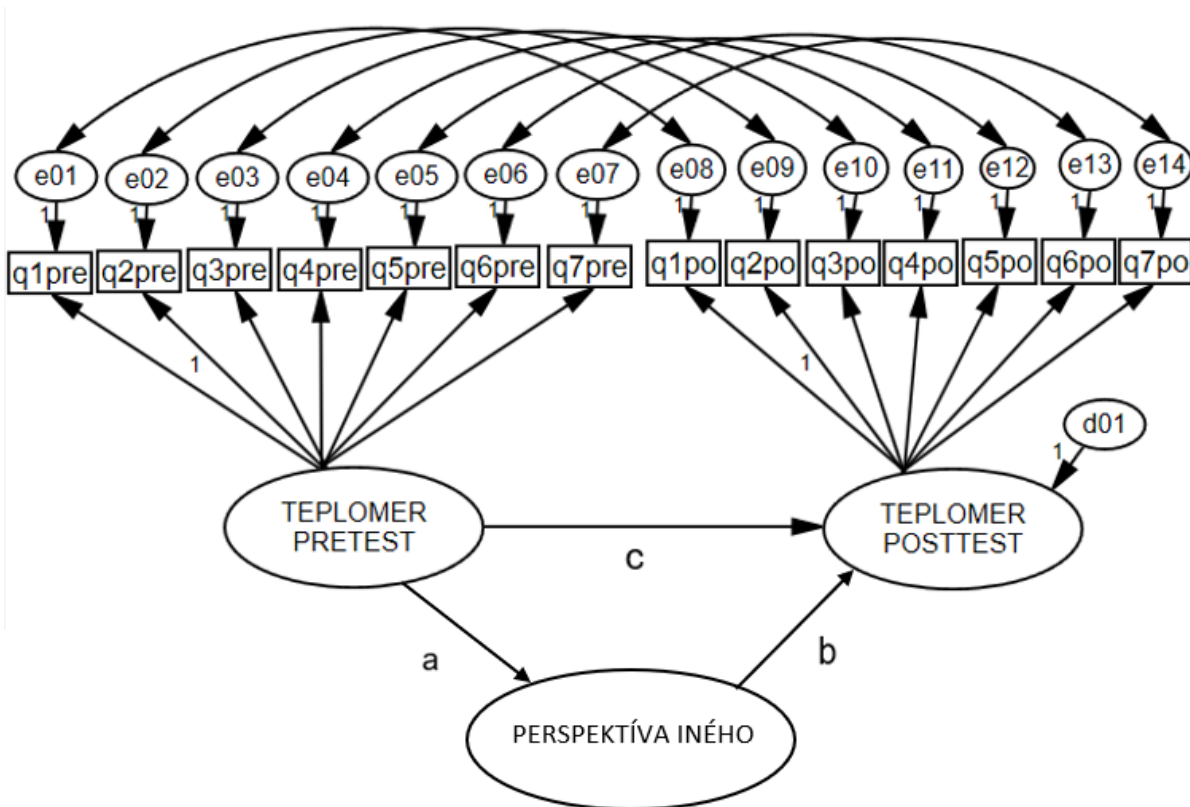 e01 e02 e03 e04 e05 e06 e07 e08 e09 e10 e11 e12 e13 e14
1 1 1 1 1 1 1 1 1 1 1 1 1 1
q1pre q2pre q3pre q4pre q5pre q6pre q7pre q1po q2po q3po q4po q5po q6po q7po
1 1
d01
1
TEPLOMER
PRETEST
TEPLOMER
POSTTEST
c
a
b
PERSPEKTÍVA INÉHO